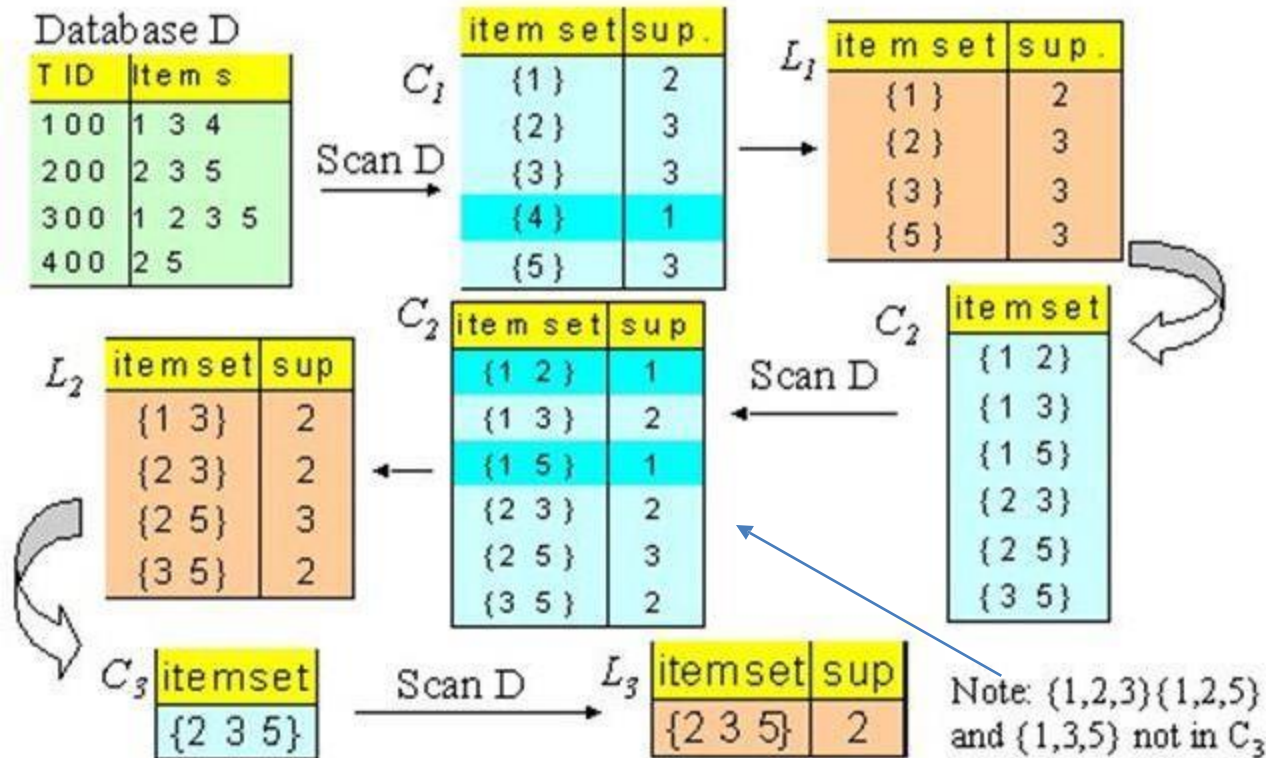 Database D
TID Items
100 1 3 4
200 2 3 5
300 1 2 3 5
400 2 5
Scan D
C1
itemset sup.
{1} 2
{2} 3
{3} 3
{4} 1
{5} 3
L1
itemset sup.
{1} 2
{2} 3
{3} 3
{5} 3
C2
itemset
{1 2}
{1 3}
{1 5}
{2 3}
{2 5}
{3 5}
Scan D
C2
itemset sup
{1 2} 1
{1 3} 2
{1 5} 1
{2 3} 2
{2 5} 3
{3 5} 2
L2
itemset sup
{1 3} 2
{2 3} 2
{2 5} 3
{3 5} 2
C3
itemset
{2 3 5}
Scan D
L3
itemset sup
{2 3 5} 2
Note: {1,2,3}{1,2,5}
and {1,3,5} not in C3